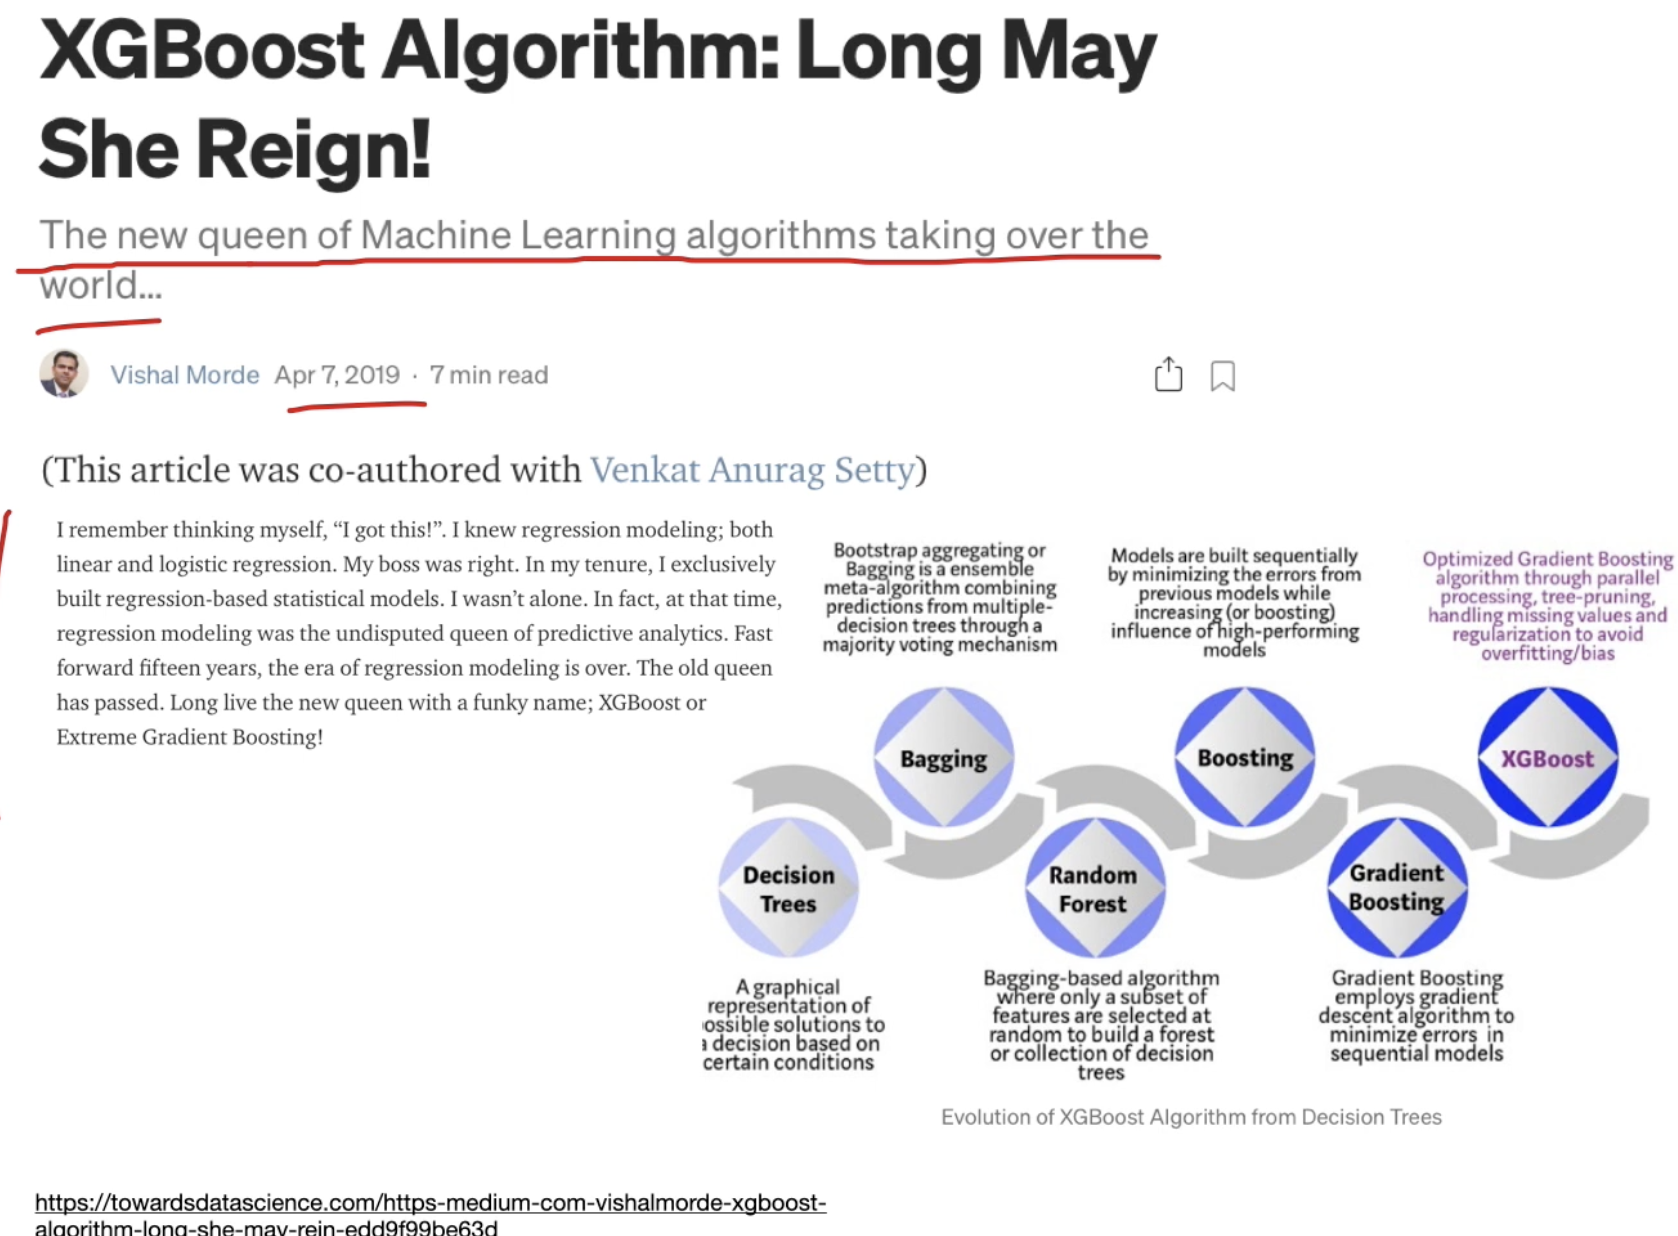 XGBoost Algorithm: Long May
She Reign!
The new queen of Machine Learning algorithms taking over the
world...
Vishal Morde Apr 7, 2019 · 7 min read
(This article was co-authored with Venkat Anurag Setty)
I remember thinking myself, “I got this!”. I knew regression modeling; both
linear and logistic regression. My boss was right. In my tenure, I exclusively
built regression-based statistical models. I wasn’t alone. In fact, at that time,
regression modeling was the undisputed queen of predictive analytics. Fast
forward fifteen years, the era of regression modeling is over. The old queen
has passed. Long live the new queen with a funky name; XGBoost or
Extreme Gradient Boosting!
Bootstrap aggregating or
Bagging is a ensemble
meta-algorithm combining
predictions from multiple-
decision trees through a
majority voting mechanism
Models are built sequentially
by minimizing the errors from
previous models while
increasing (or boosting)
influence of high-performing
models
Optimized Gradient Boosting
algorithm through parallel
processing, tree-pruning,
handling missing values and
regularization to avoid
overfitting/bias
Bagging
Boosting
XGBoost
Decision
Trees
Random
Forest
Gradient
Boosting
A graphical
representation of
ossible solutions to
a decision based on
certain conditions
Bagging-based algorithm
where only a subset of
features are selected at
random to build a forest
or collection of decision
trees
Gradient Boosting
employs gradient
descent algorithm to
minimize errors in
sequential models
Evolution of XGBoost Algorithm from Decision Trees
https://towardsdatascience.com/https-medium-com-vishalmorde-xgboost-
algorithm-long-she-may-rein-edd9f99be63d